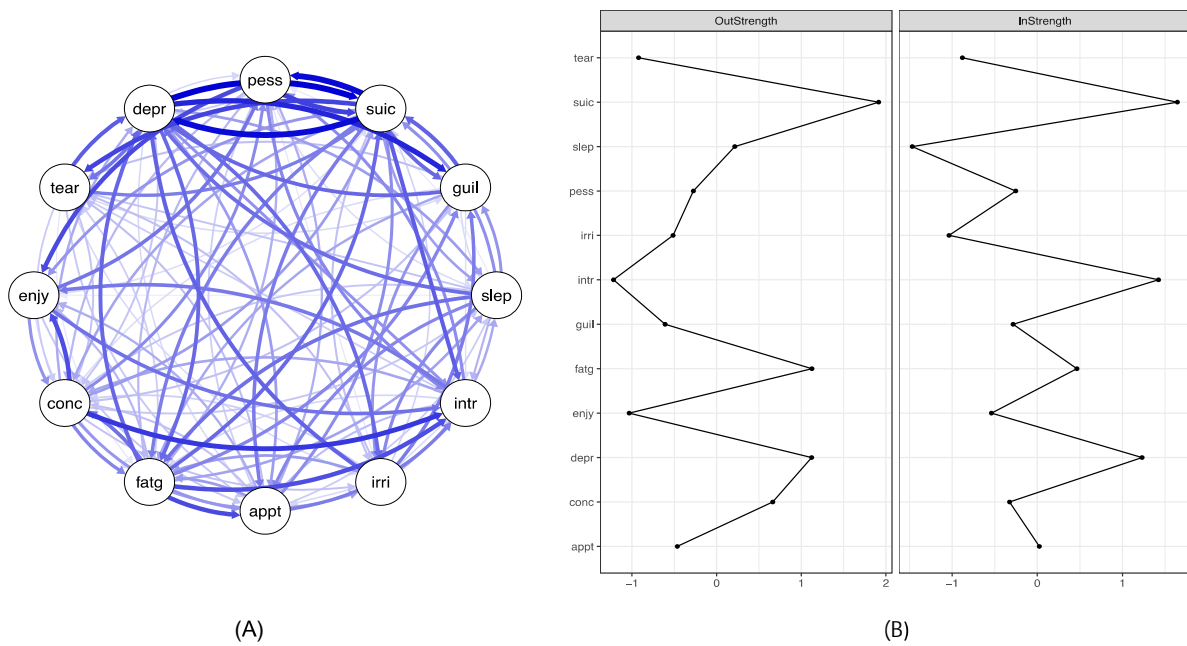 pess
depr
suic
tear
guil
enjy
slep
conc
intr
fatg
irri
appt
(A)
OutStrength
InStrength
tear
suic
slep
pess
irri
intr
guil
fatg
enjy
depr
conc
appt
−1 0 1 2
−1 0 1
(B)